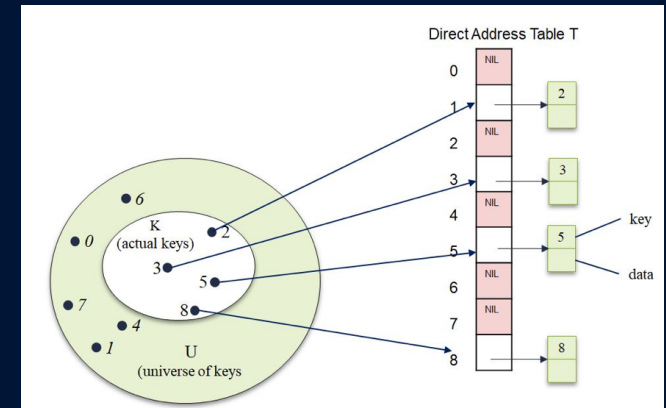 Direct Address Table T
0 NIL
1 2
2 NIL
3 3
4 NIL
5 5
6 NIL
7 NIL
8 8
key
data
6
0
K
(actual keys)
2
3
5
8
7
4
1
U
(universe of keys